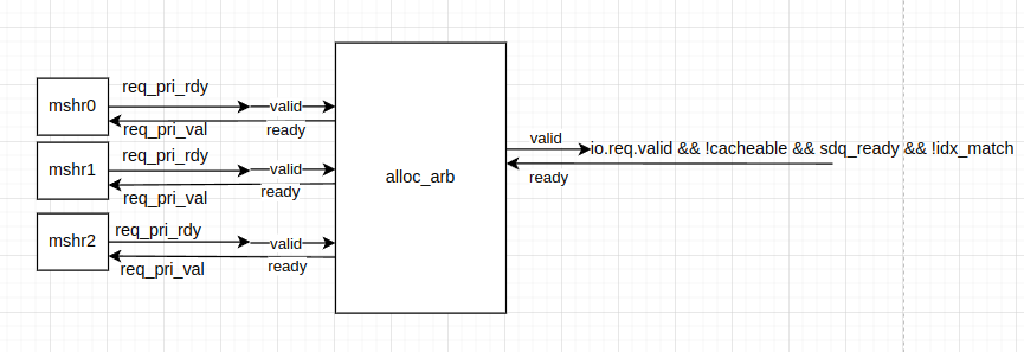 req_pri_rdy
mshr0
valid
req_pri_val
ready
valid
io.req.valid && !cacheable && sdq_ready && !idx_match
req_pri_rdy
mshr1
valid
alloc_arb
ready
req_pri_val
ready
req_pri_rdy
mshr2
valid
req_pri_val
ready